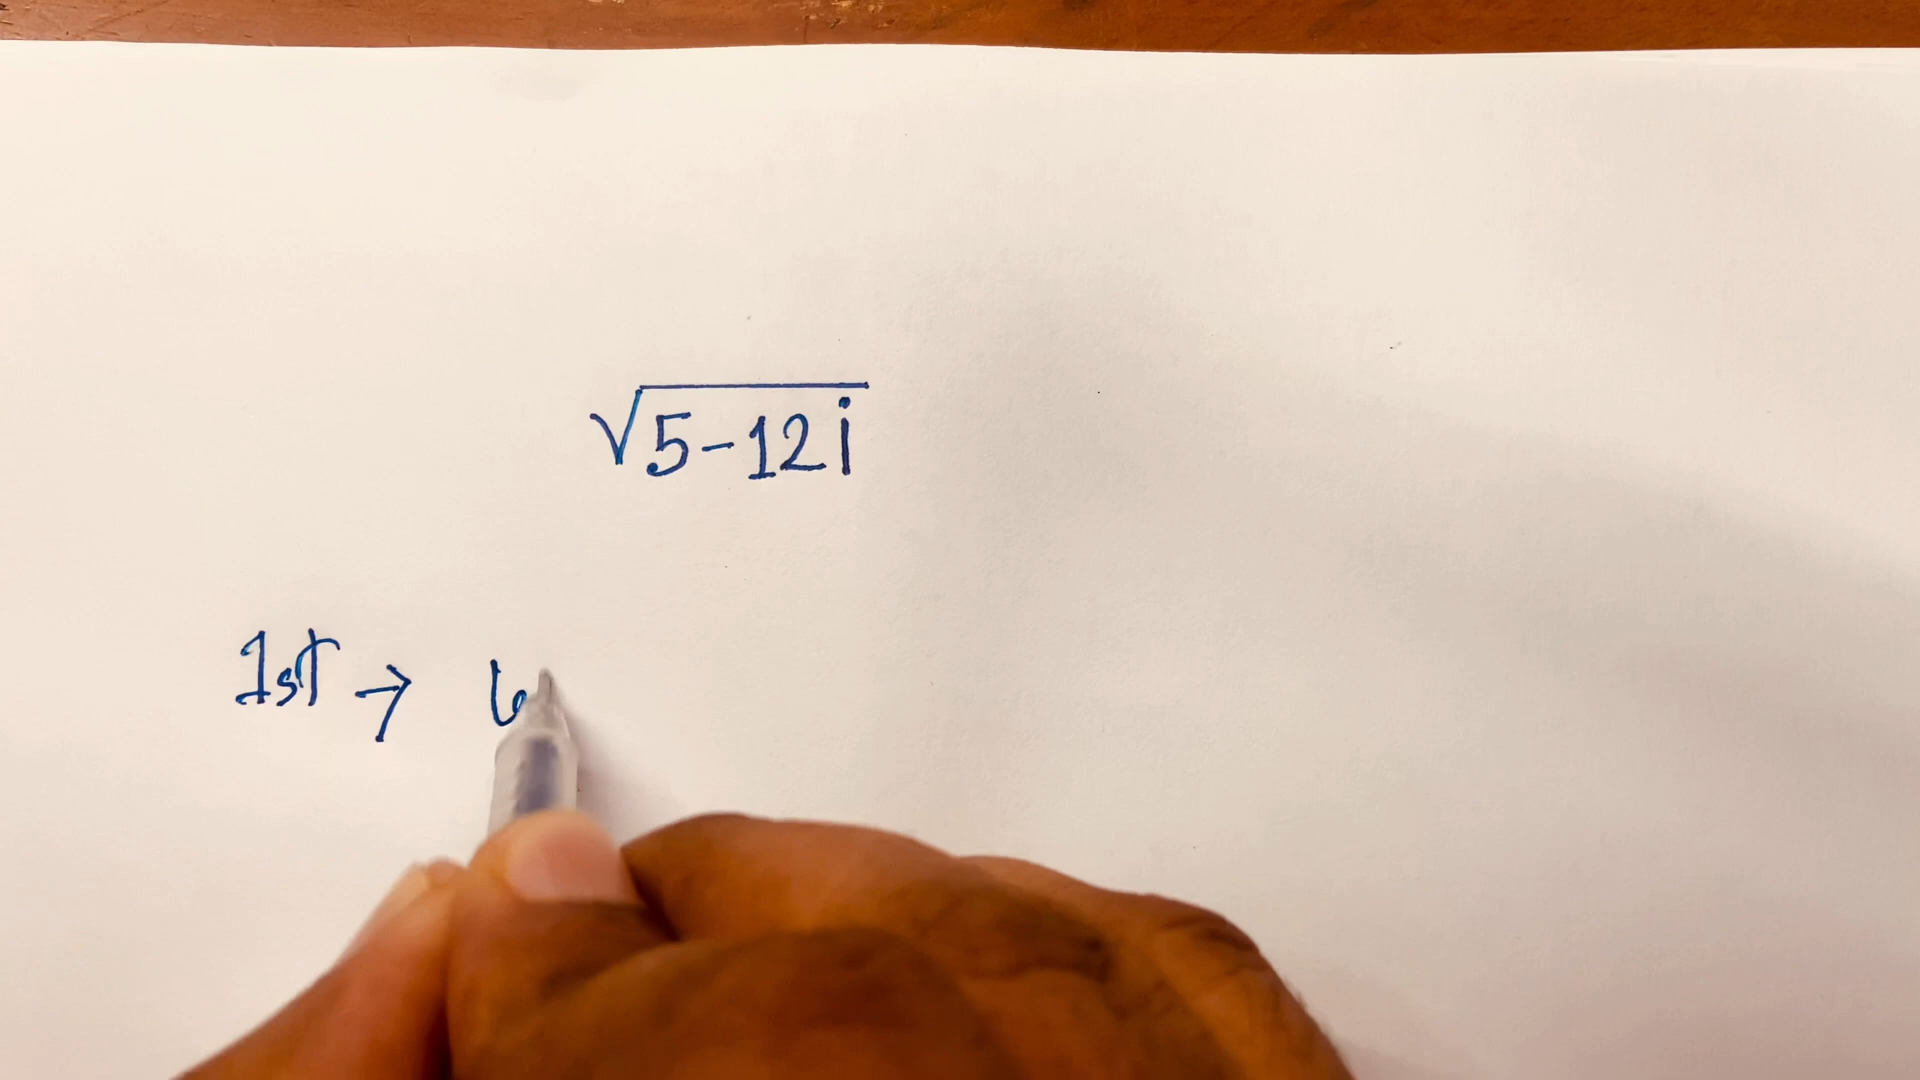 √5-12i
1st →